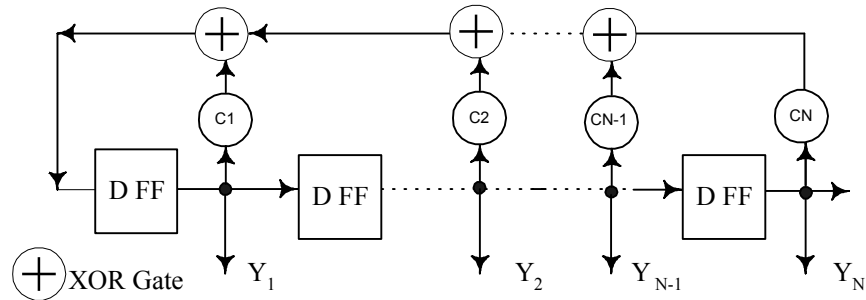 C1
C2
CN-1
CN
D FF
D FF
D FF
XOR Gate
Y1
Y2
YN-1
YN